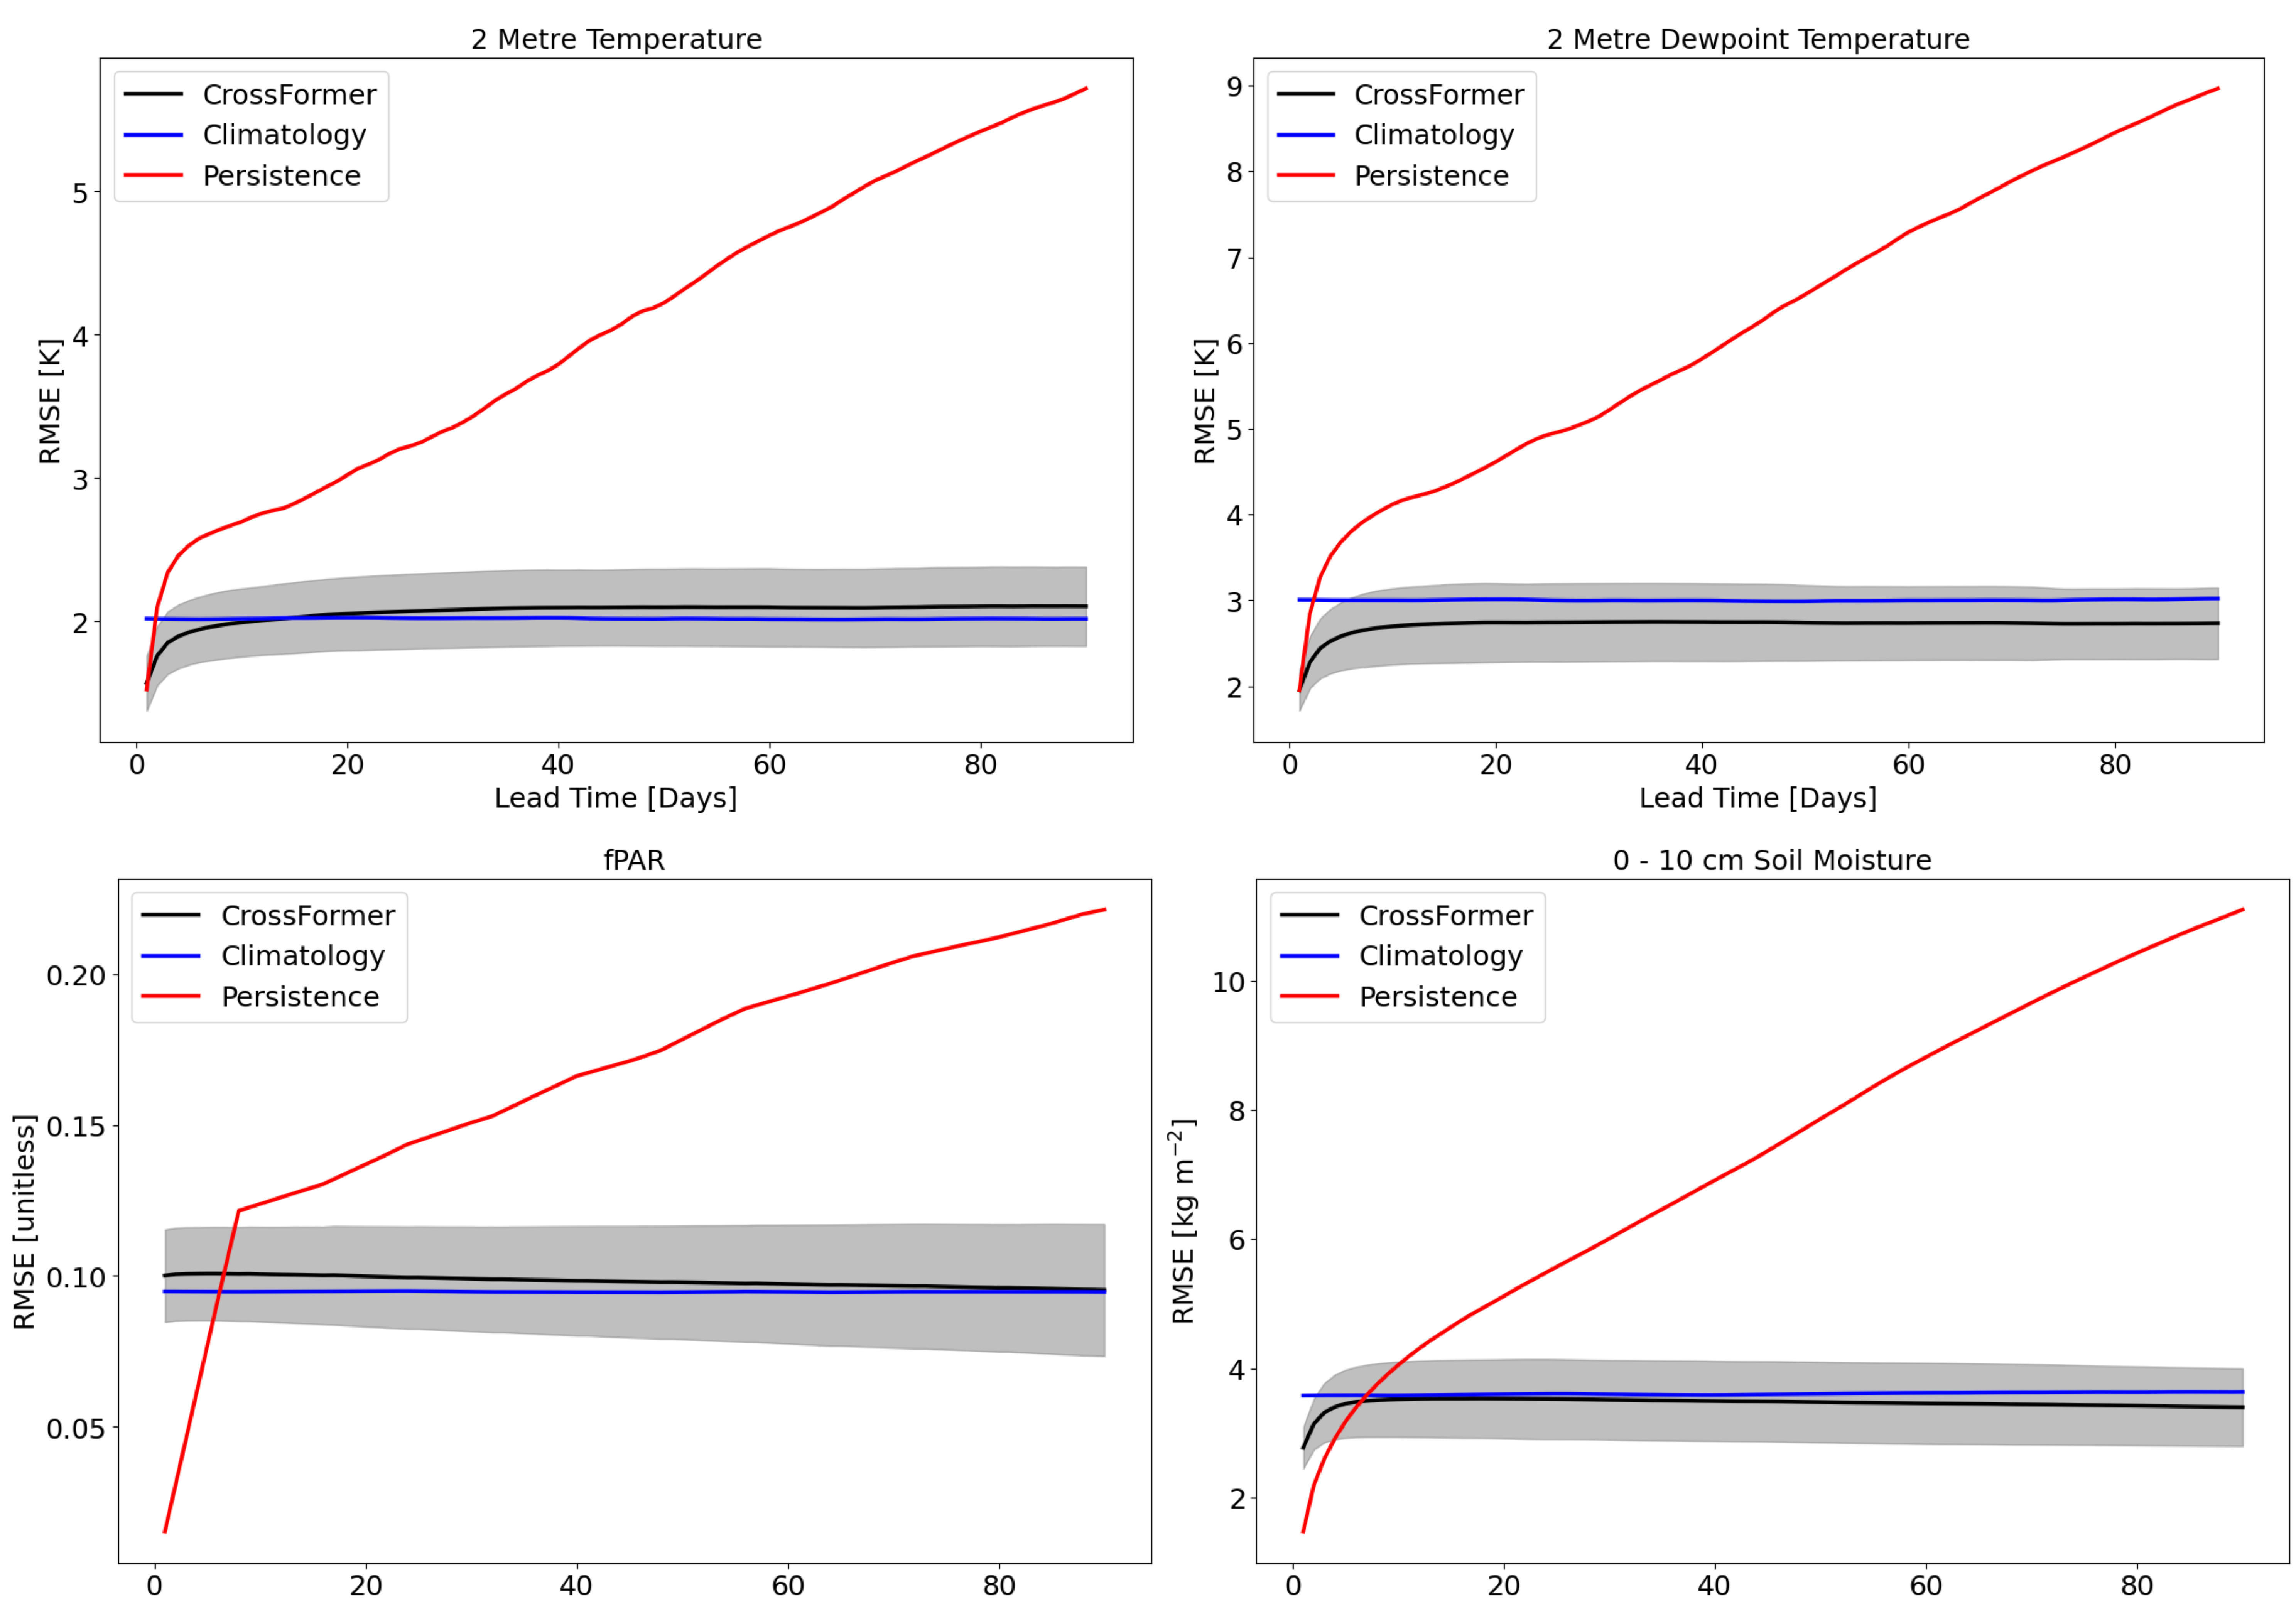 2 Metre Temperature
CrossFormer
Climatology
Persistence
5
4
3
2
RMSE [K]
0 20 40 60 80
Lead Time [Days]
2 Metre Dewpoint Temperature
CrossFormer
Climatology
Persistence
9
8
7
6
5
4
3
2
RMSE [K]
0 20 40 60 80
Lead Time [Days]
fPAR
CrossFormer
Climatology
Persistence
0.20
0.15
0.10
0.05
RMSE [unitless]
0 20 40 60 80
0 - 10 cm Soil Moisture
CrossFormer
Climatology
Persistence
10
8
6
4
2
RMSE [kg m⁻²]
0 20 40 60 80